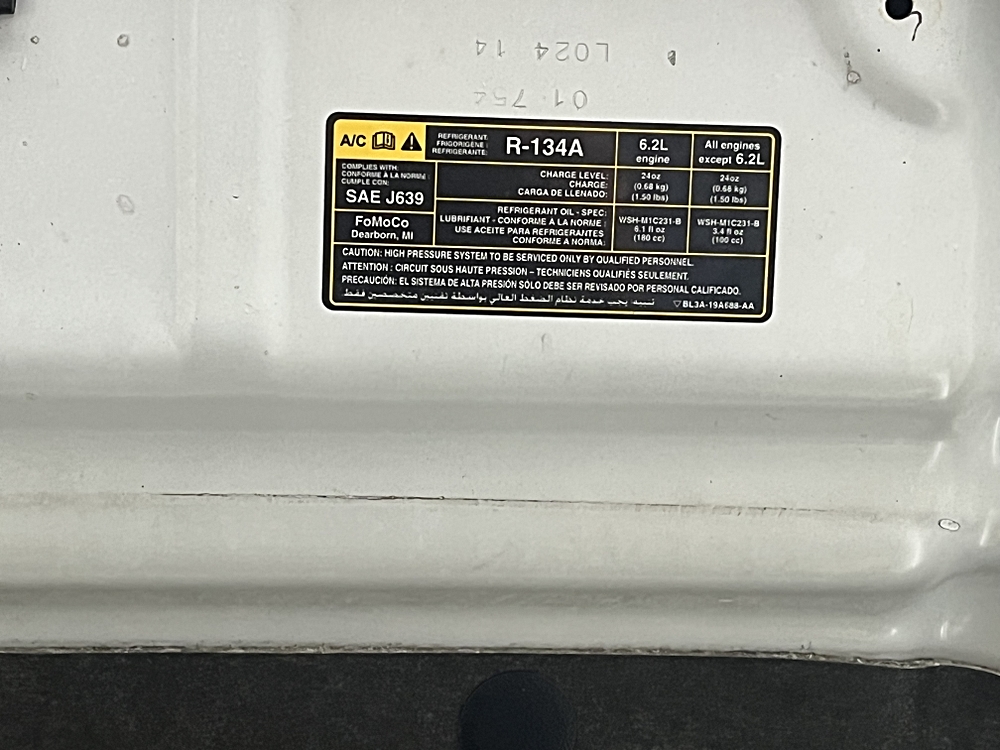 L024 14
01 754
A/C
REFRIGERANT:
FRIGORIGÈNE:
REFRIGERANTE:
R-134A
6.2L
engine
All engines
except 6.2L
COMPLIES WITH:
CONFORME À LA NORME:
CUMPLE CON:
SAE J639
CHARGE LEVEL:
CHARGE:
CARGA DE LLENADO:
24oz
(0.68 kg)
(1.50 lbs)
24oz
(0.68 kg)
(1.50 lbs)
FoMoCo
Dearborn, MI
REFRIGERANT OIL - SPEC:
LUBRIFIANT - CONFORME À LA NORME :
USE ACEITE PARA REFRIGERANTES
CONFORME A NORMA:
WSH-M1C231-B
6.1 fl oz
(180 cc)
WSH-M1C231-B
3.4 fl oz
(100 cc)
CAUTION: HIGH PRESSURE SYSTEM TO BE SERVICED ONLY BY QUALIFIED PERSONNEL.
ATTENTION : CIRCUIT SOUS HAUTE PRESSION – TECHNICIENS QUALIFIÉS SEULEMENT.
PRECAUCIÓN: EL SISTEMA DE ALTA PRESIÓN SÓLO DEBE SER REVISADO POR PERSONAL CALIFICADO.
تنبيه: يجب خدمة نظام الضغط العالي بواسطة تقنيين متخصصين فقط
BL3A-19A688-AA